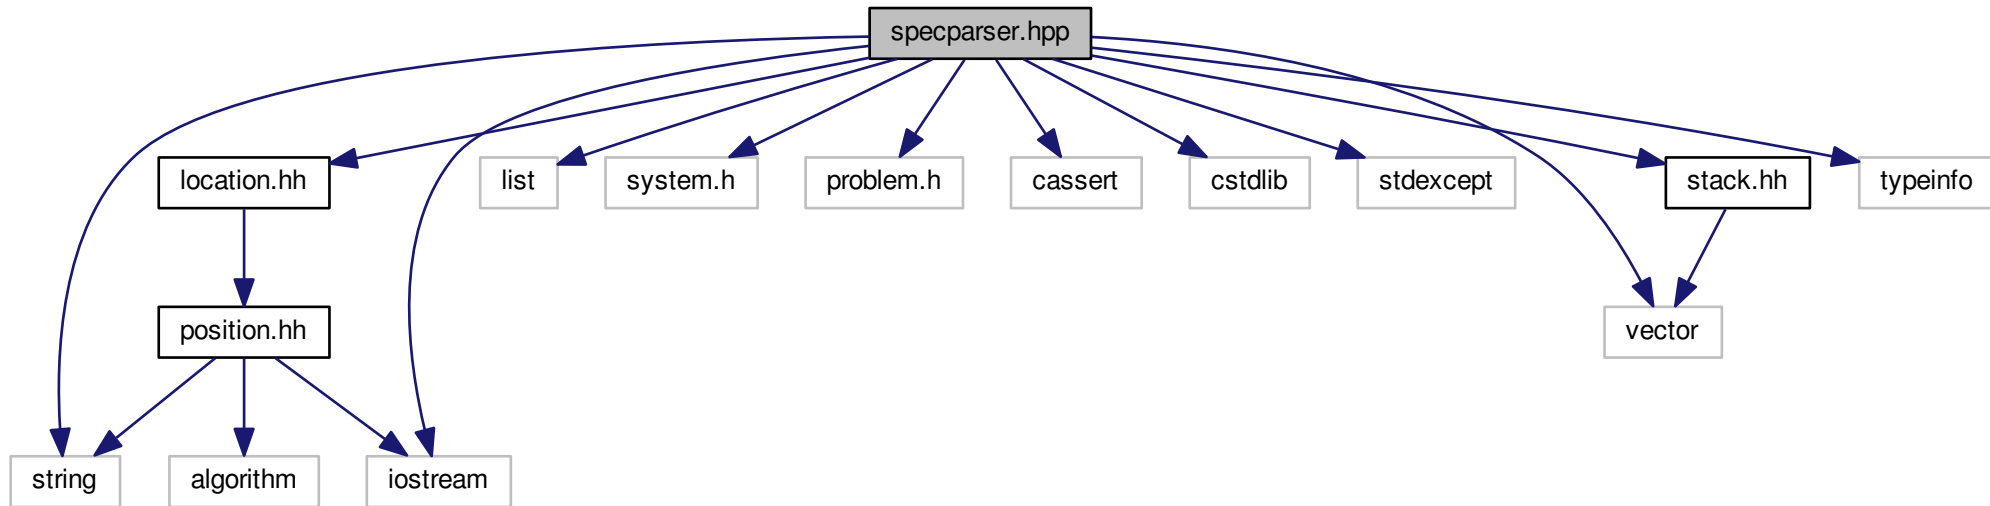 specparser.hpp
location.hh
list
system.h
problem.h
cassert
cstdlib
stdexcept
stack.hh
typeinfo
position.hh
vector
string
algorithm
iostream